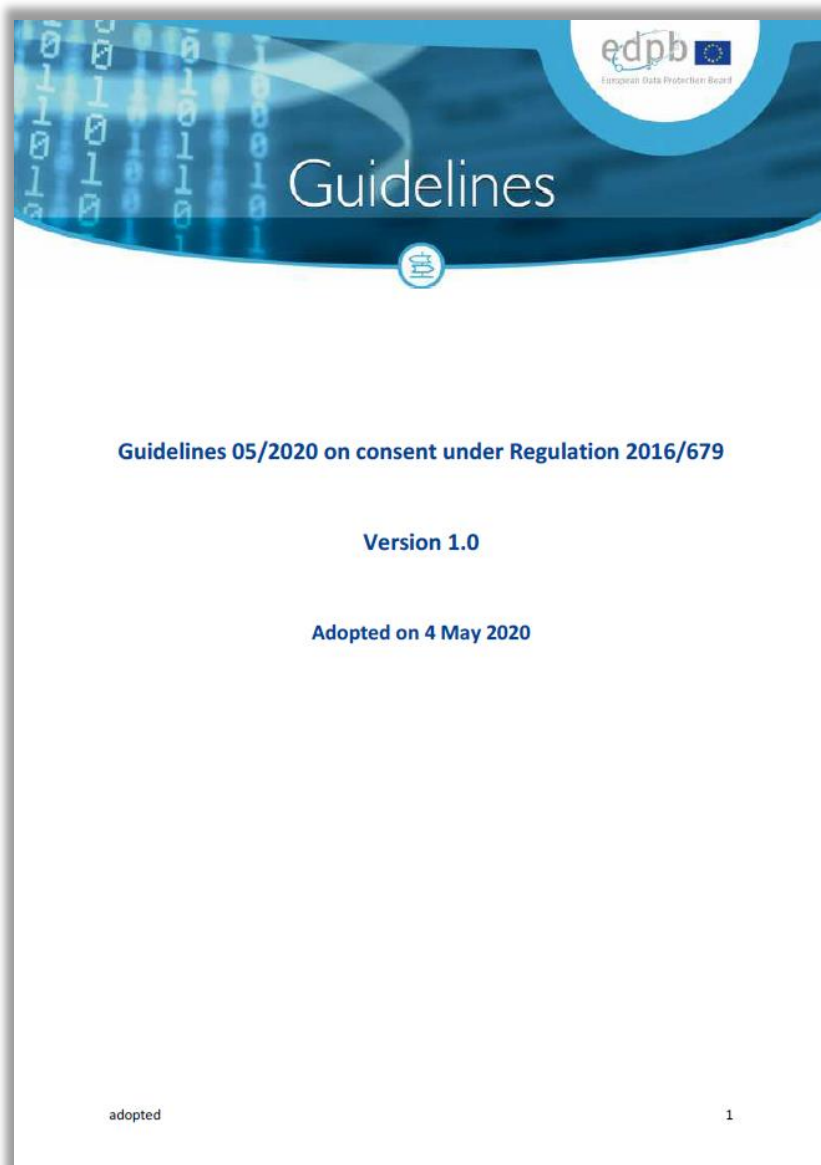 edpb
European Data Protection Board
Guidelines
Guidelines 05/2020 on consent under Regulation 2016/679
Version 1.0
Adopted on 4 May 2020
adopted
1